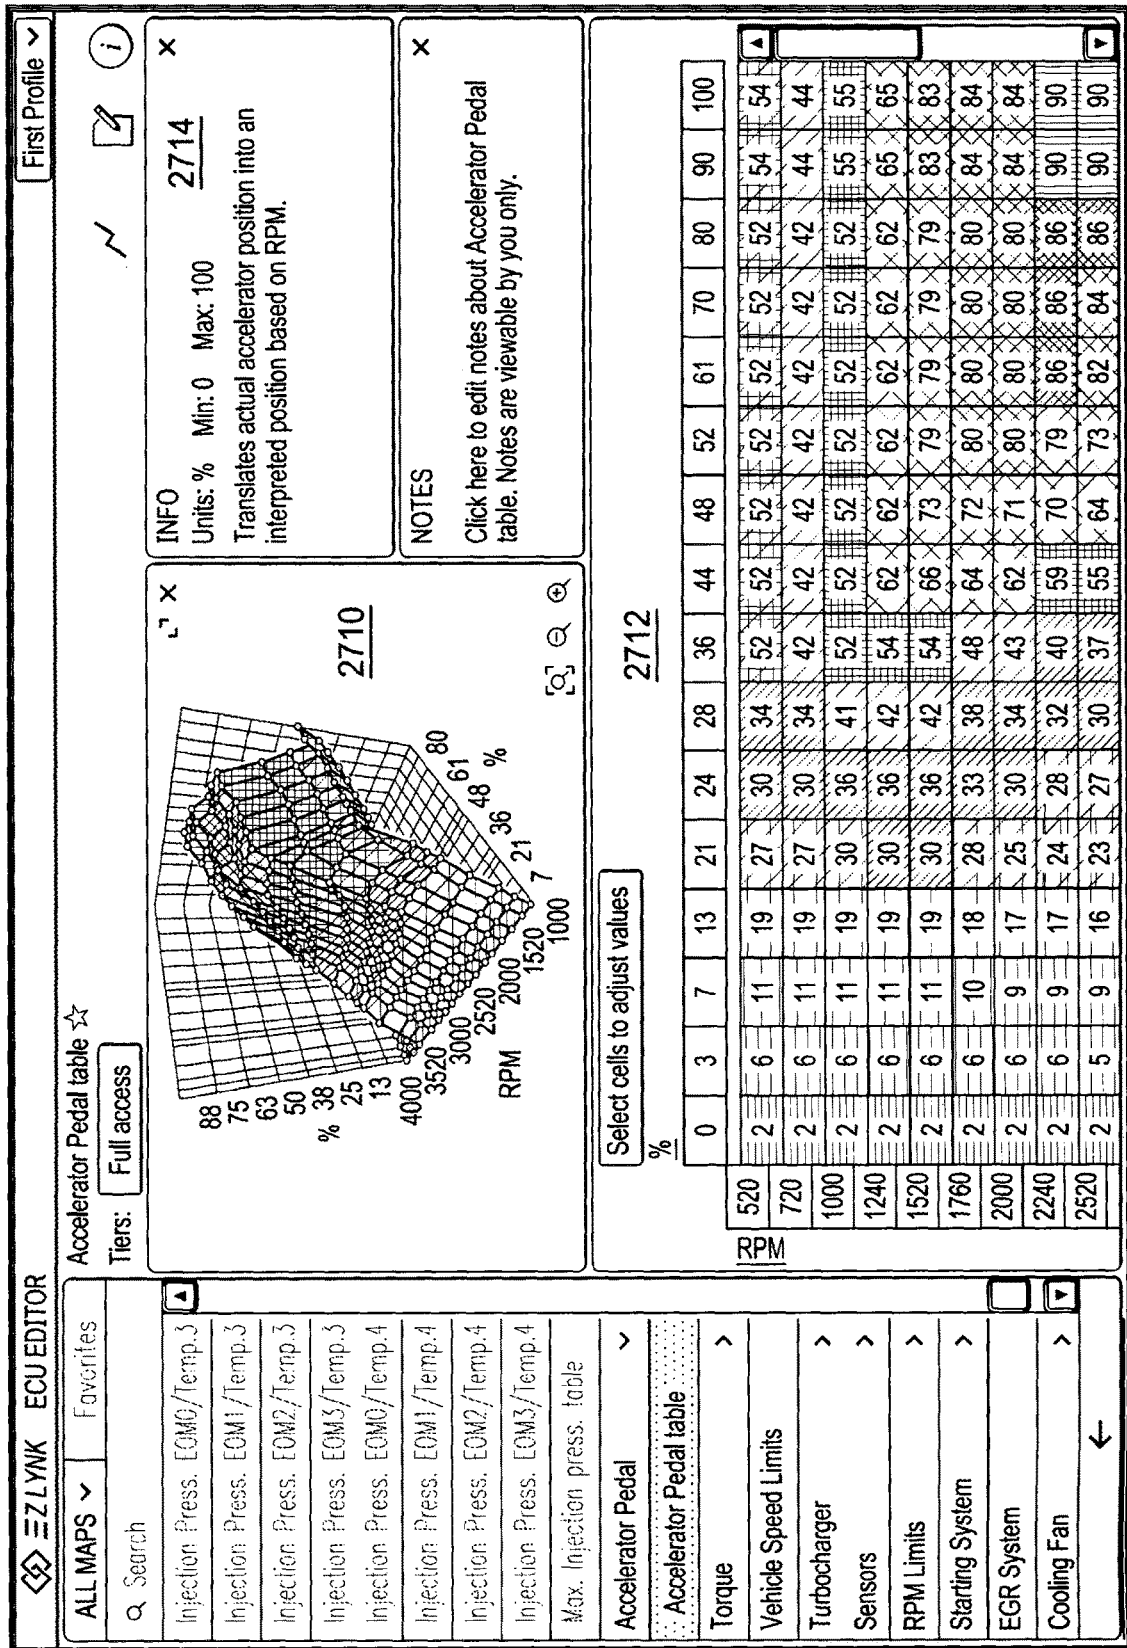 EZ LYNK ECU EDITOR
First Profile
ALL MAPS
Favorites
Search
Injection Press. EOM0/Temp.3
Injection Press. EOM1/Temp.3
Injection Press. EOM2/Temp.3
Injection Press. EOM3/Temp.3
Injection Press. EOM0/Temp.4
Injection Press. EOM1/Temp.4
Injection Press. EOM2/Temp.4
Injection Press. EOM3/Temp.4
Max. Injection press. table
Accelerator Pedal
Accelerator Pedal table
Torque
Vehicle Speed Limits
Turbocharger
Sensors
RPM Limits
Starting System
EGR System
Cooling Fan
Accelerator Pedal table
Tiers: Full access
i
88
75
63
50
38
25
13
%
4000
3520
3000
2520
2000
1520
1000
RPM
7
21
36
48
61
80
%
2710
INFO
2714
Units: % Min: 0 Max: 100
Translates actual accelerator position into an
interpreted position based on RPM.
NOTES
Click here to edit notes about Accelerator Pedal
table. Notes are viewable by you only.
Select cells to adjust values
2712
%
RPM
0 3 7 13 21 24 28 36 44 48 52 61 70 80 90 100
520 2 6 11 19 27 30 34 52 52 52 52 52 52 52 54 54
720 2 6 11 19 27 30 34 42 42 42 42 42 42 42 44 44
1000 2 6 11 19 30 36 41 52 52 52 52 52 52 52 55 55
1240 2 6 11 19 30 36 42 54 62 62 62 62 62 62 65 65
1520 2 6 11 19 30 36 42 54 66 73 79 79 79 79 83 83
1760 2 6 10 18 28 33 38 48 64 72 80 80 80 80 84 84
2000 2 6 9 17 25 30 34 43 62 71 80 80 80 80 84 84
2240 2 6 9 17 24 28 32 40 59 70 79 86 86 86 90 90
2520 2 5 9 16 23 27 30 37 55 64 73 82 84 86 90 90